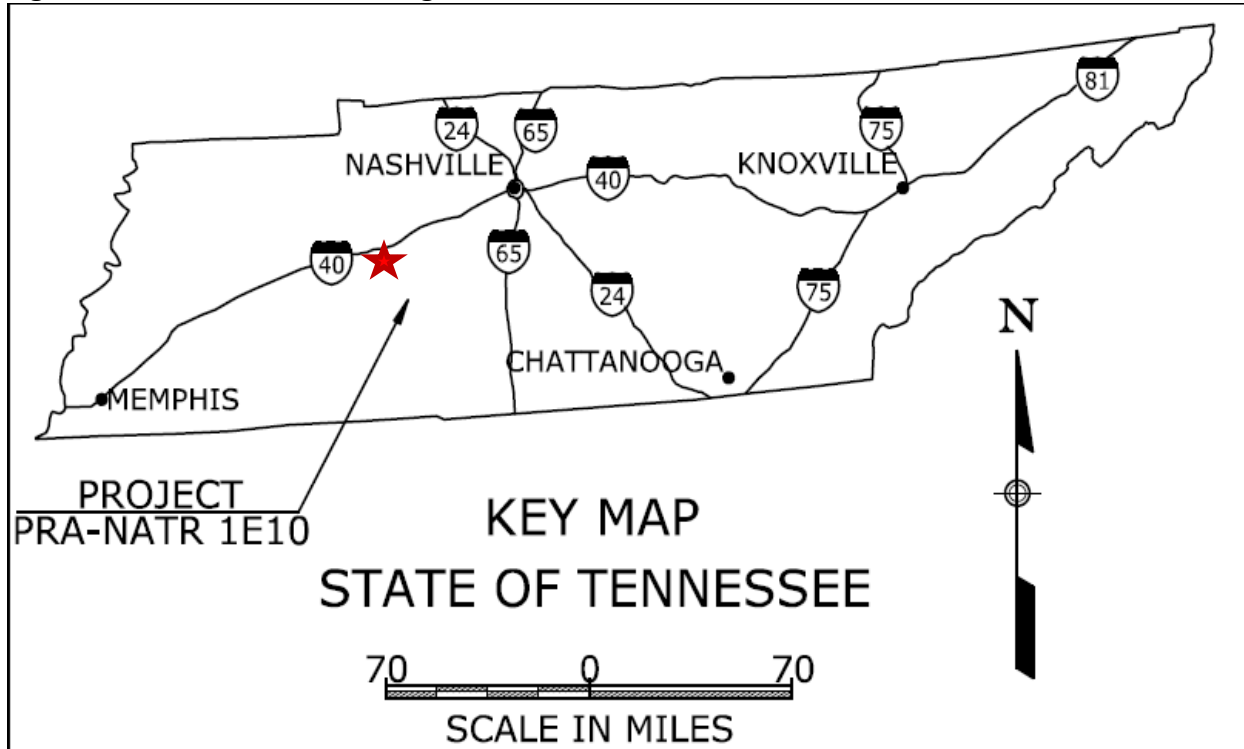 81
24
65
75
NASHVILLE
KNOXVILLE
40
65
40
24
75
CHATTANOOGA
MEMPHIS
N
PROJECT
PRA-NATR 1E10
KEY MAP
STATE OF TENNESSEE
70 0 70
SCALE IN MILES